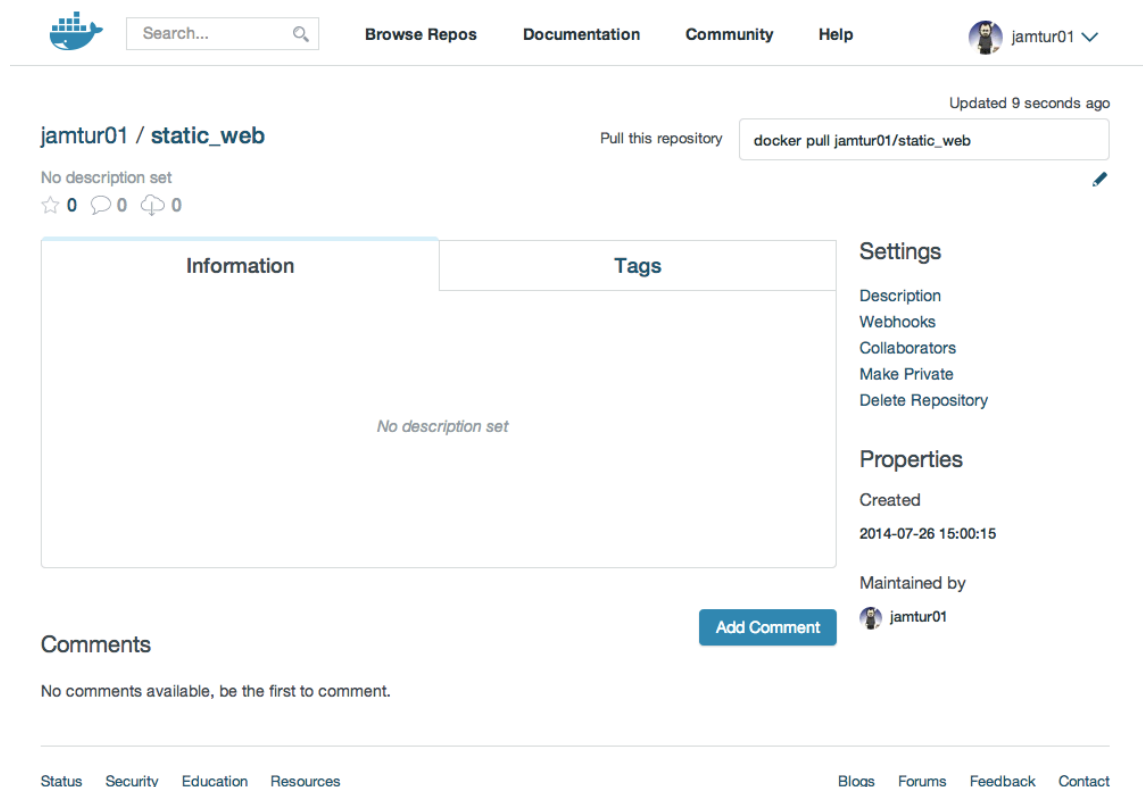 Search... Browse Repos Documentation Community Help jamtur01
Updated 9 seconds ago
jamtur01 / static_web
Pull this repository docker pull jamtur01/static_web
No description set
0 0 0
Information Tags
No description set
Settings
Description
Webhooks
Collaborators
Make Private
Delete Repository
Properties
Created
2014-07-26 15:00:15
Maintained by
jamtur01
Comments
Add Comment
No comments available, be the first to comment.
Status Security Education Resources Blogs Forums Feedback Contact